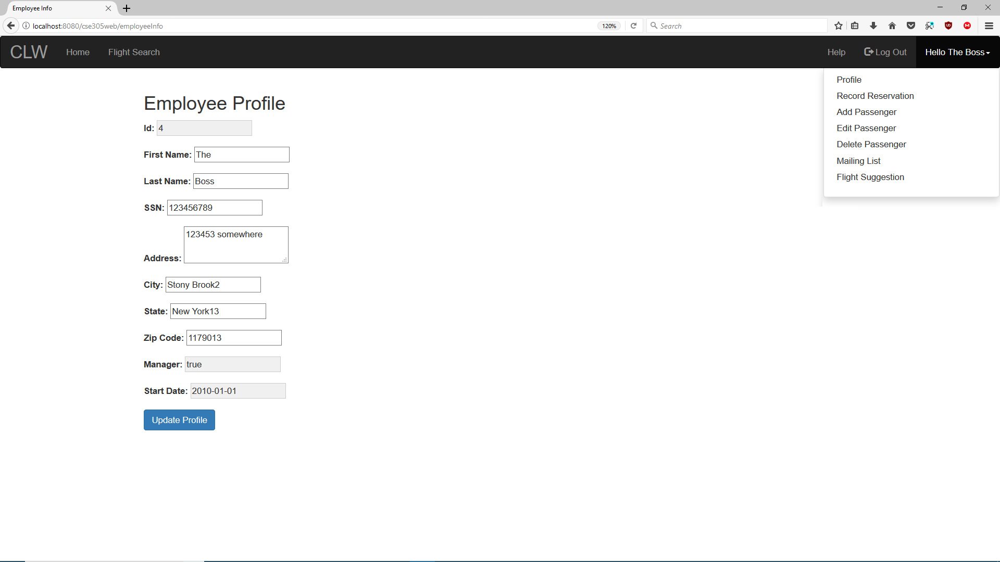 Employee Info
localhost:8080/cse305web/employeeInfo
120%
Search
CLW
Home
Flight Search
Help
Log Out
Hello The Boss
Profile
Record Reservation
Add Passenger
Edit Passenger
Delete Passenger
Mailing List
Flight Suggestion
Employee Profile
Id: 4
First Name: The
Last Name: Boss
SSN: 123456789
Address: 123453 somewhere
City: Stony Brook2
State: New York13
Zip Code: 1179013
Manager: true
Start Date: 2010-01-01
Update Profile